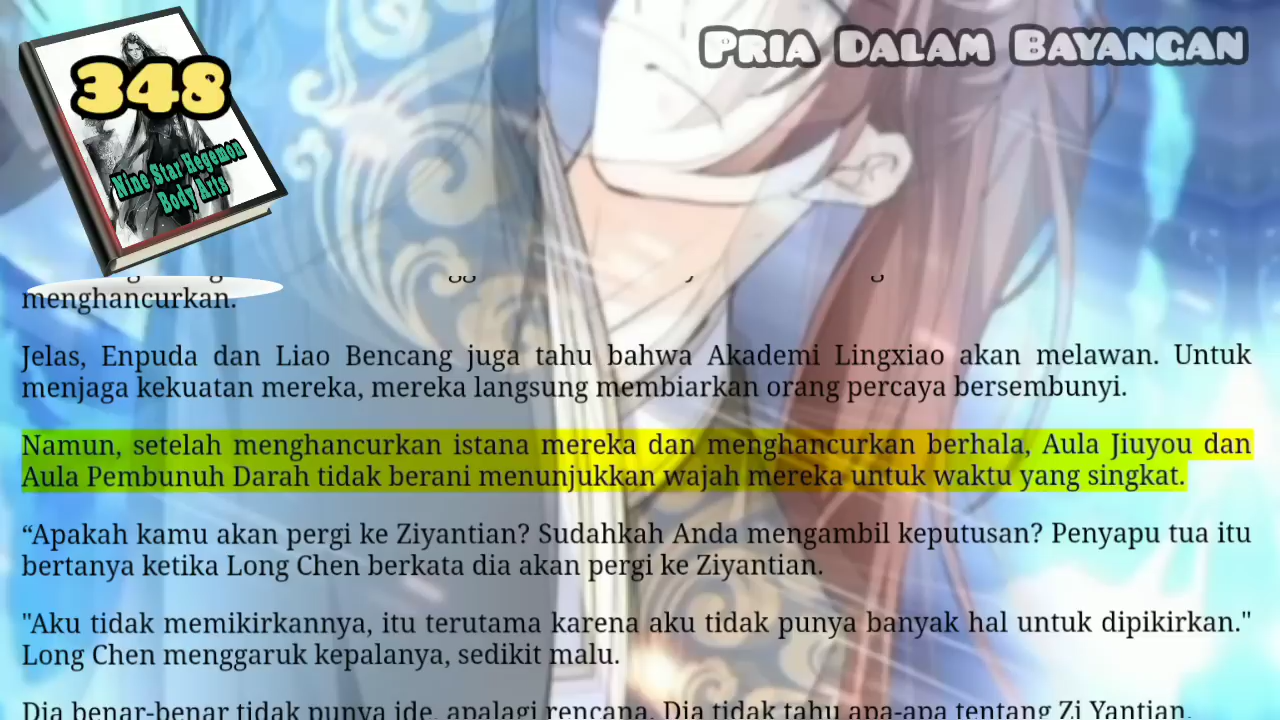 348
Nine Star Hegemon
Body Arts
Pria Dalam Bayangan
menghancurkan.
Jelas, Enpuda dan Liao Bencang juga tahu bahwa Akademi Lingxiao akan melawan. Untuk
menjaga kekuatan mereka, mereka langsung membiarkan orang percaya bersembunyi.
Namun, setelah menghancurkan istana mereka dan menghancurkan berhala, Aula Jiuyou dan
Aula Pembunuh Darah tidak berani menunjukkan wajah mereka untuk waktu yang singkat.
“Apakah kamu akan pergi ke Ziyantian? Sudahkah Anda mengambil keputusan? Penyapu tua itu
bertanya ketika Long Chen berkata dia akan pergi ke Ziyantian.
"Aku tidak memikirkannya, itu terutama karena aku tidak punya banyak hal untuk dipikirkan."
Long Chen menggaruk kepalanya, sedikit malu.
Dia benar-benar tidak punya ide, apalagi rencana. Dia tidak tahu apa-apa tentang Zi Yantian.